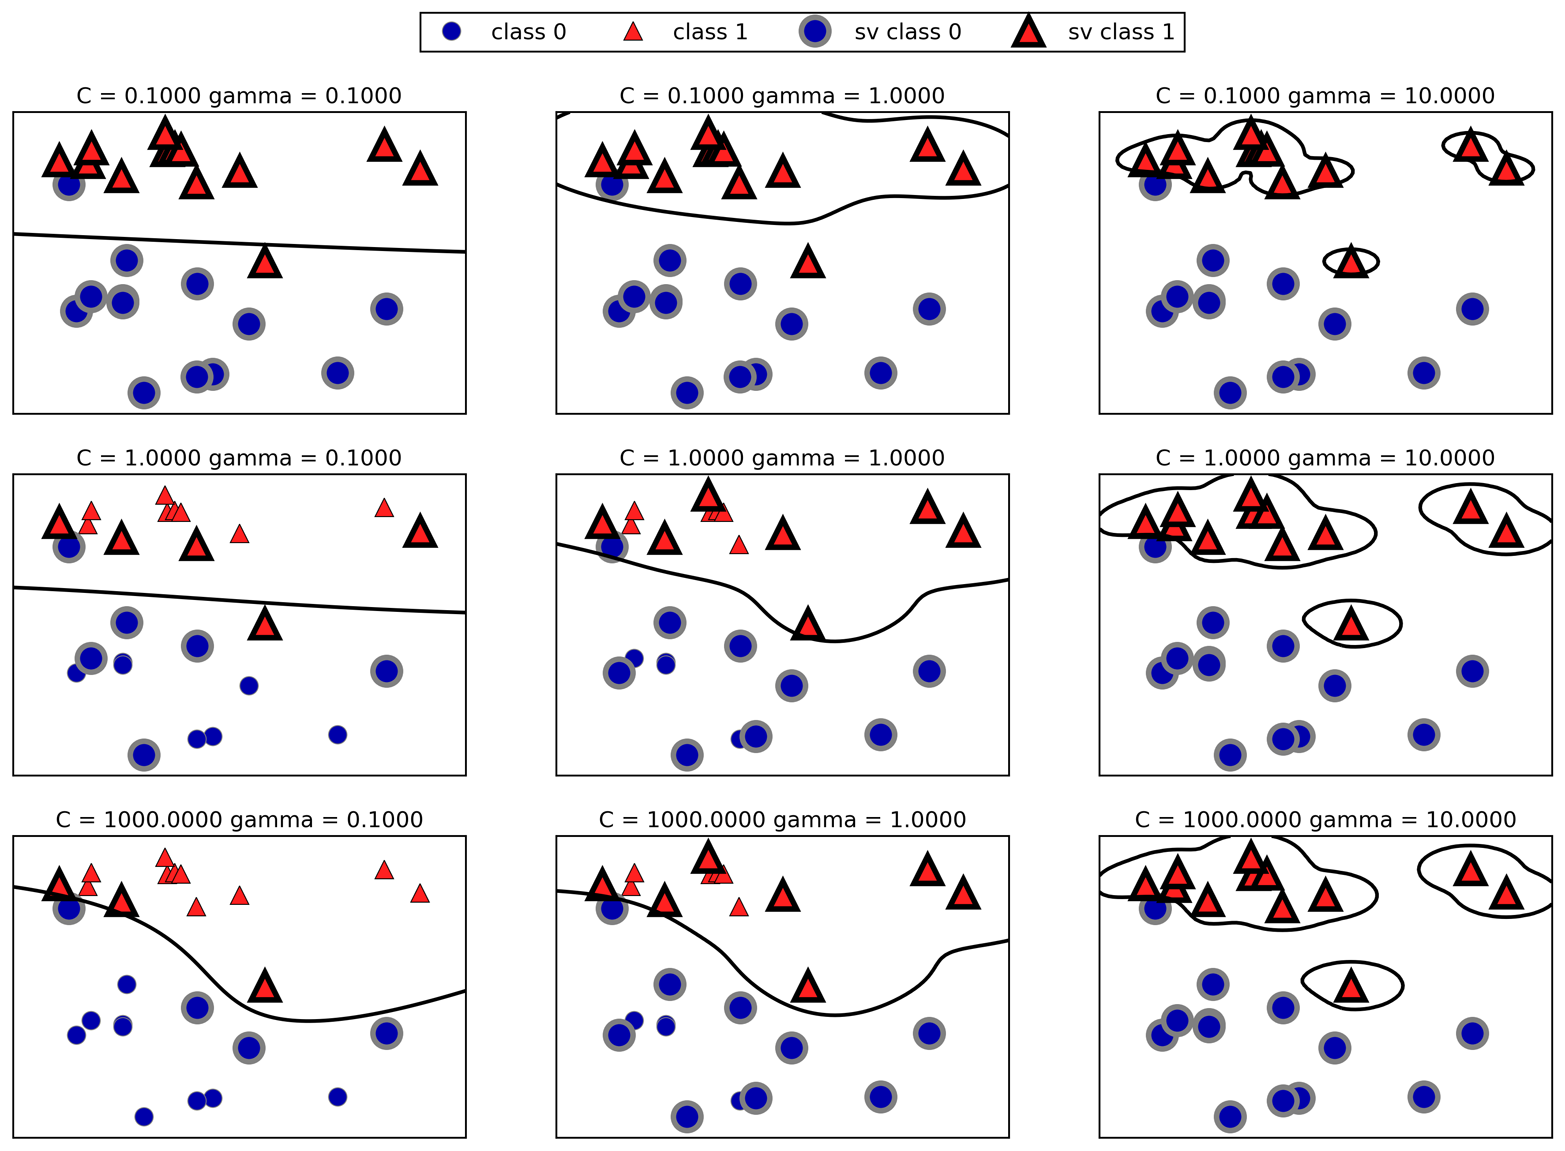 class 0 class 1 sv class 0 sv class 1
C = 0.1000 gamma = 0.1000
C = 0.1000 gamma = 1.0000
C = 0.1000 gamma = 10.0000
C = 1.0000 gamma = 0.1000
C = 1.0000 gamma = 1.0000
C = 1.0000 gamma = 10.0000
C = 1000.0000 gamma = 0.1000
C = 1000.0000 gamma = 1.0000
C = 1000.0000 gamma = 10.0000